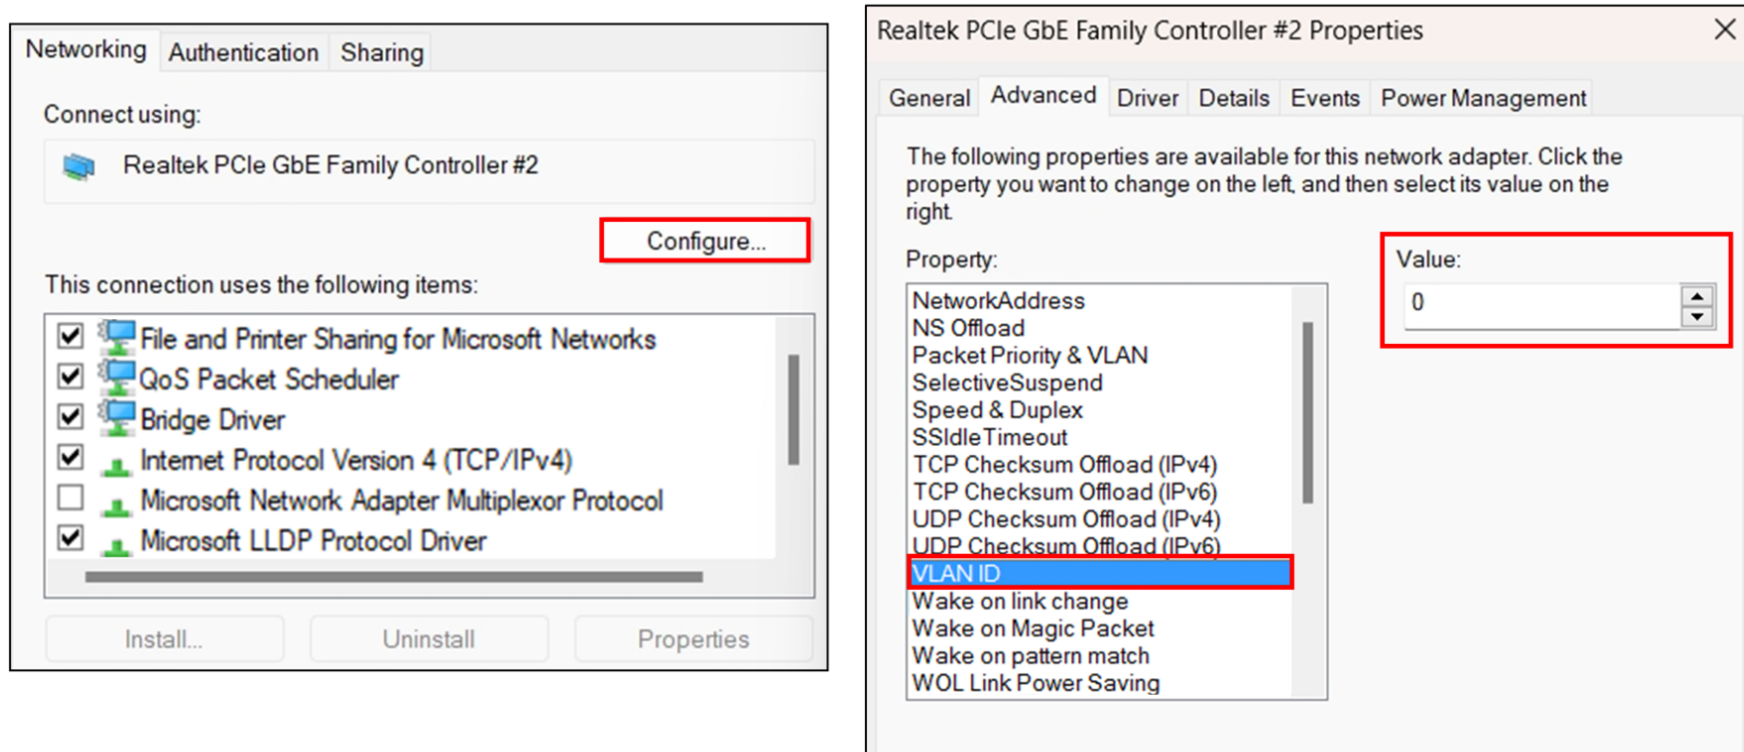 Networking Authentication Sharing
Connect using:
Realtek PCIe GbE Family Controller #2
Configure...
This connection uses the following items:
File and Printer Sharing for Microsoft Networks
QoS Packet Scheduler
Bridge Driver
Internet Protocol Version 4 (TCP/IPv4)
Microsoft Network Adapter Multiplexor Protocol
Microsoft LLDP Protocol Driver
Install... Uninstall Properties
Realtek PCIe GbE Family Controller #2 Properties
General Advanced Driver Details Events Power Management
The following properties are available for this network adapter. Click the
property you want to change on the left, and then select its value on the
right.
Property:
NetworkAddress
NS Offload
Packet Priority & VLAN
SelectiveSuspend
Speed & Duplex
SSIdleTimeout
TCP Checksum Offload (IPv4)
TCP Checksum Offload (IPv6)
UDP Checksum Offload (IPv4)
UDP Checksum Offload (IPv6)
VLAN ID
Wake on link change
Wake on Magic Packet
Wake on pattern match
WOL Link Power Saving
Value:
0